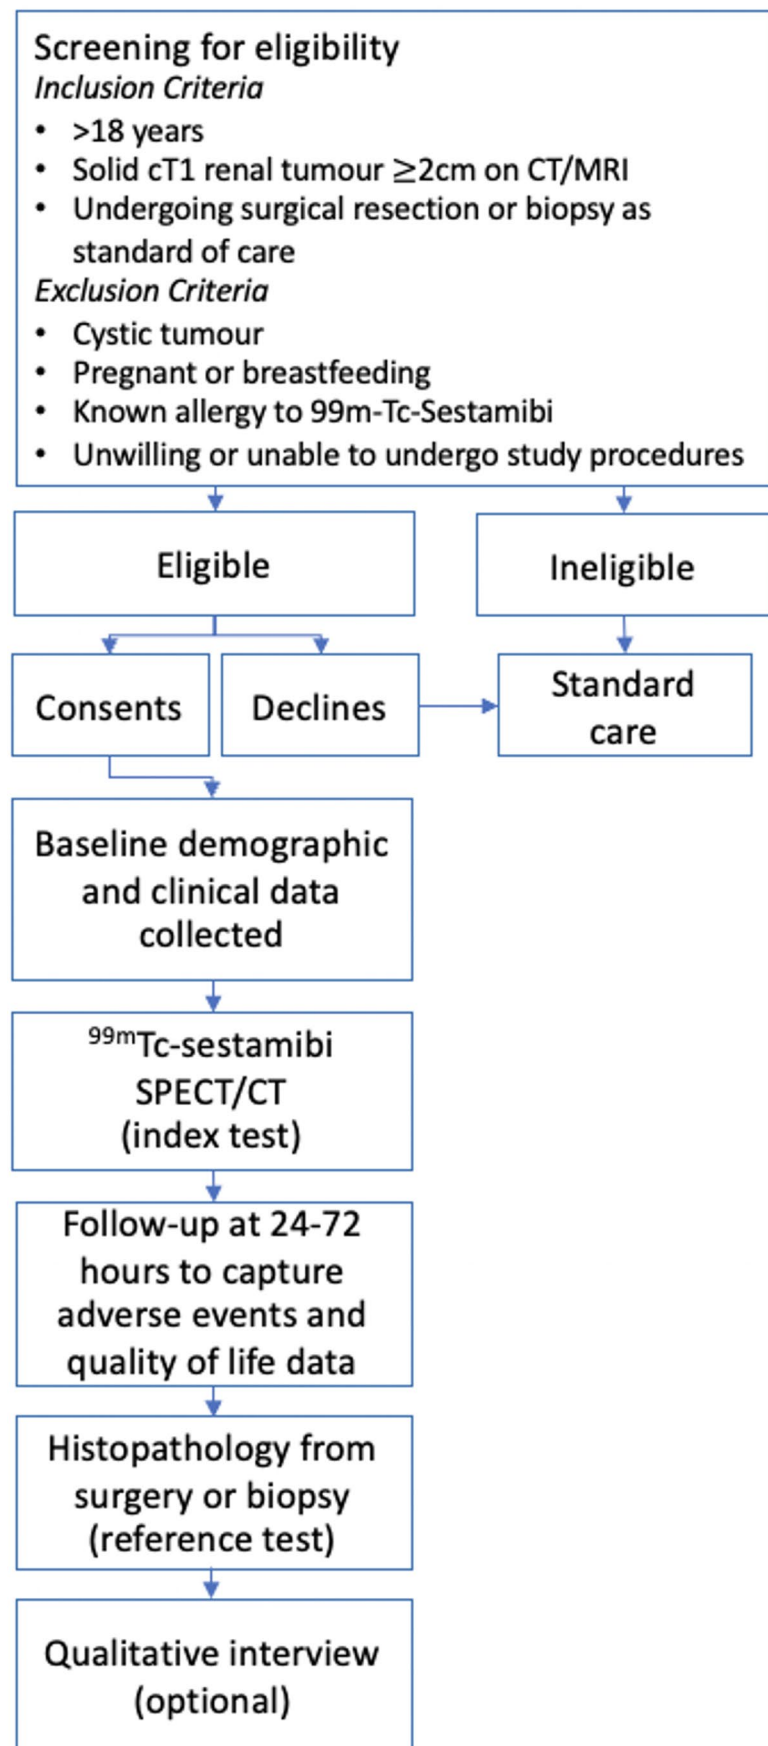 Screening for eligibility
Inclusion Criteria
• >18 years
• Solid cT1 renal tumour ≥2cm on CT/MRI
• Undergoing surgical resection or biopsy as
standard of care
Exclusion Criteria
• Cystic tumour
• Pregnant or breastfeeding
• Known allergy to 99m-Tc-Sestamibi
• Unwilling or unable to undergo study procedures
Eligible
Ineligible
Consents
Declines
Standard
care
Baseline demographic
and clinical data
collected
99mTc-sestamibi
SPECT/CT
(index test)
Follow-up at 24-72
hours to capture
adverse events and
quality of life data
Histopathology from
surgery or biopsy
(reference test)
Qualitative interview
(optional)